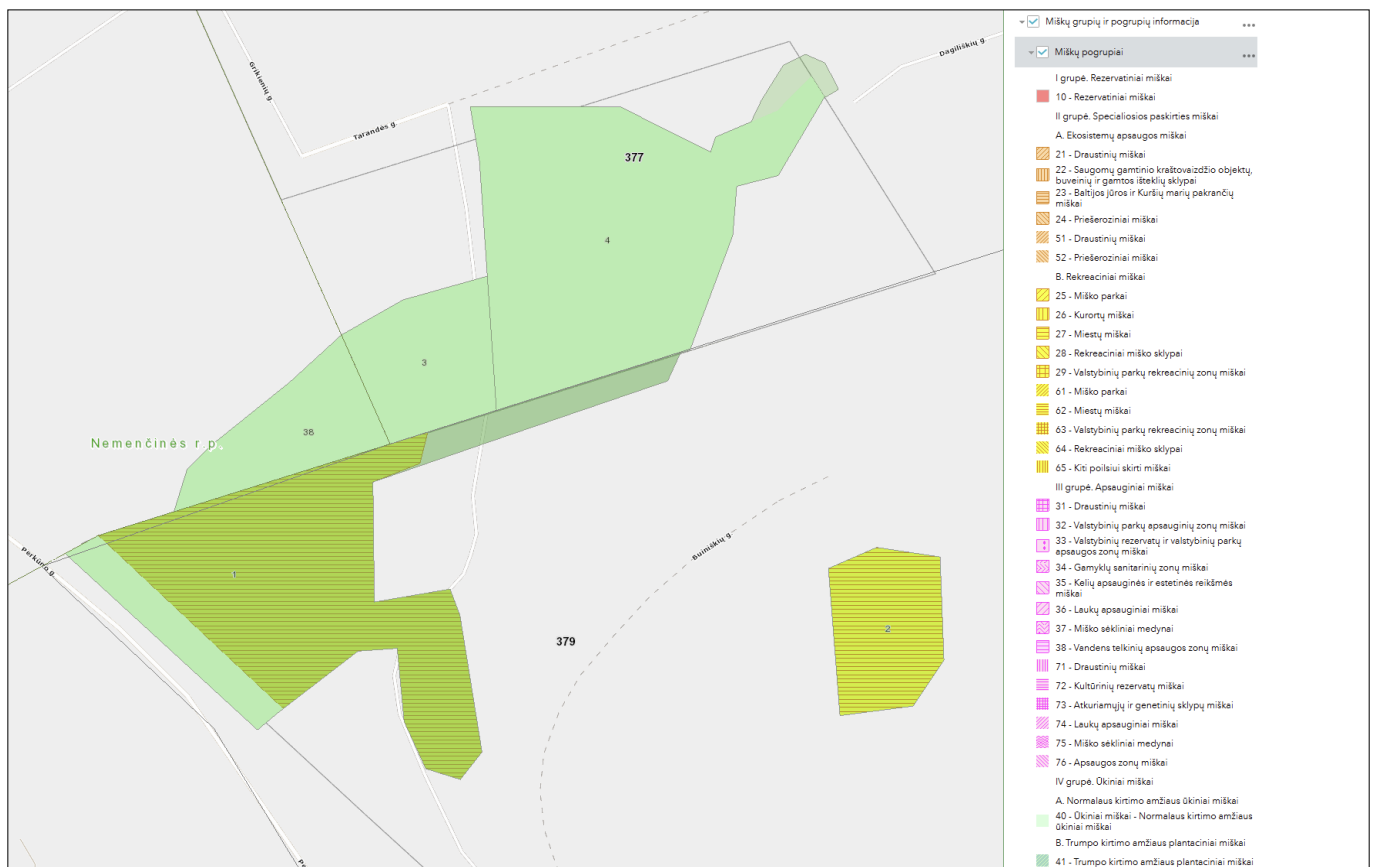 Grikienių g.
Tarandės g.
Dagiliškių g.
377
4
3
38
Nemenčinės r.p.
Perkūno g.
1
Buiniškių g.
2
379
Pe
Miškų grupių ir pogrupių informacija
Miškų pogrupiai
I grupė. Rezervatiniai miškai
10 - Rezervatiniai miškai
II grupė. Specialiosios paskirties miškai
A. Ekosistemų apsaugos miškai
21 - Draustinių miškai
22 - Saugomų gamtinio kraštovaizdžio objektų,
buveinių ir gamtos išteklių sklypai
23 - Baltijos jūros ir Kuršių marių pakrančių
miškai
24 - Priešeroziniai miškai
51 - Draustinių miškai
52 - Priešeroziniai miškai
B. Rekreaciniai miškai
25 - Miško parkai
26 - Kurortų miškai
27 - Miestų miškai
28 - Rekreaciniai miško sklypai
29 - Valstybinių parkų rekreacinių zonų miškai
61 - Miško parkai
62 - Miestų miškai
63 - Valstybinių parkų rekreacinių zonų miškai
64 - Rekreaciniai miško sklypai
65 - Kiti poilsiui skirti miškai
III grupė. Apsauginiai miškai
31 - Draustinių miškai
32 - Valstybinių parkų apsauginių zonų miškai
33 - Valstybinių rezervatų ir valstybinių parkų
apsaugos zonų miškai
34 - Gamyklų sanitarinių zonų miškai
35 - Kelių apsauginės ir estetinės reikšmės
miškai
36 - Laukų apsauginiai miškai
37 - Miško sėkliniai medynai
38 - Vandens telkinių apsaugos zonų miškai
71 - Draustinių miškai
72 - Kultūrinių rezervatų miškai
73 - Atkuriamųjų ir genetinių sklypų miškai
74 - Laukų apsauginiai miškai
75 - Miško sėkliniai medynai
76 - Apsaugos zonų miškai
IV grupė. Ūkiniai miškai
A. Normalaus kirtimo amžiaus ūkiniai miškai
40 - Ūkiniai miškai - Normalaus kirtimo amžiaus
ūkiniai miškai
B. Trumpo kirtimo amžiaus plantaciniai miškai
41 - Trumpo kirtimo amžiaus plantaciniai miškai